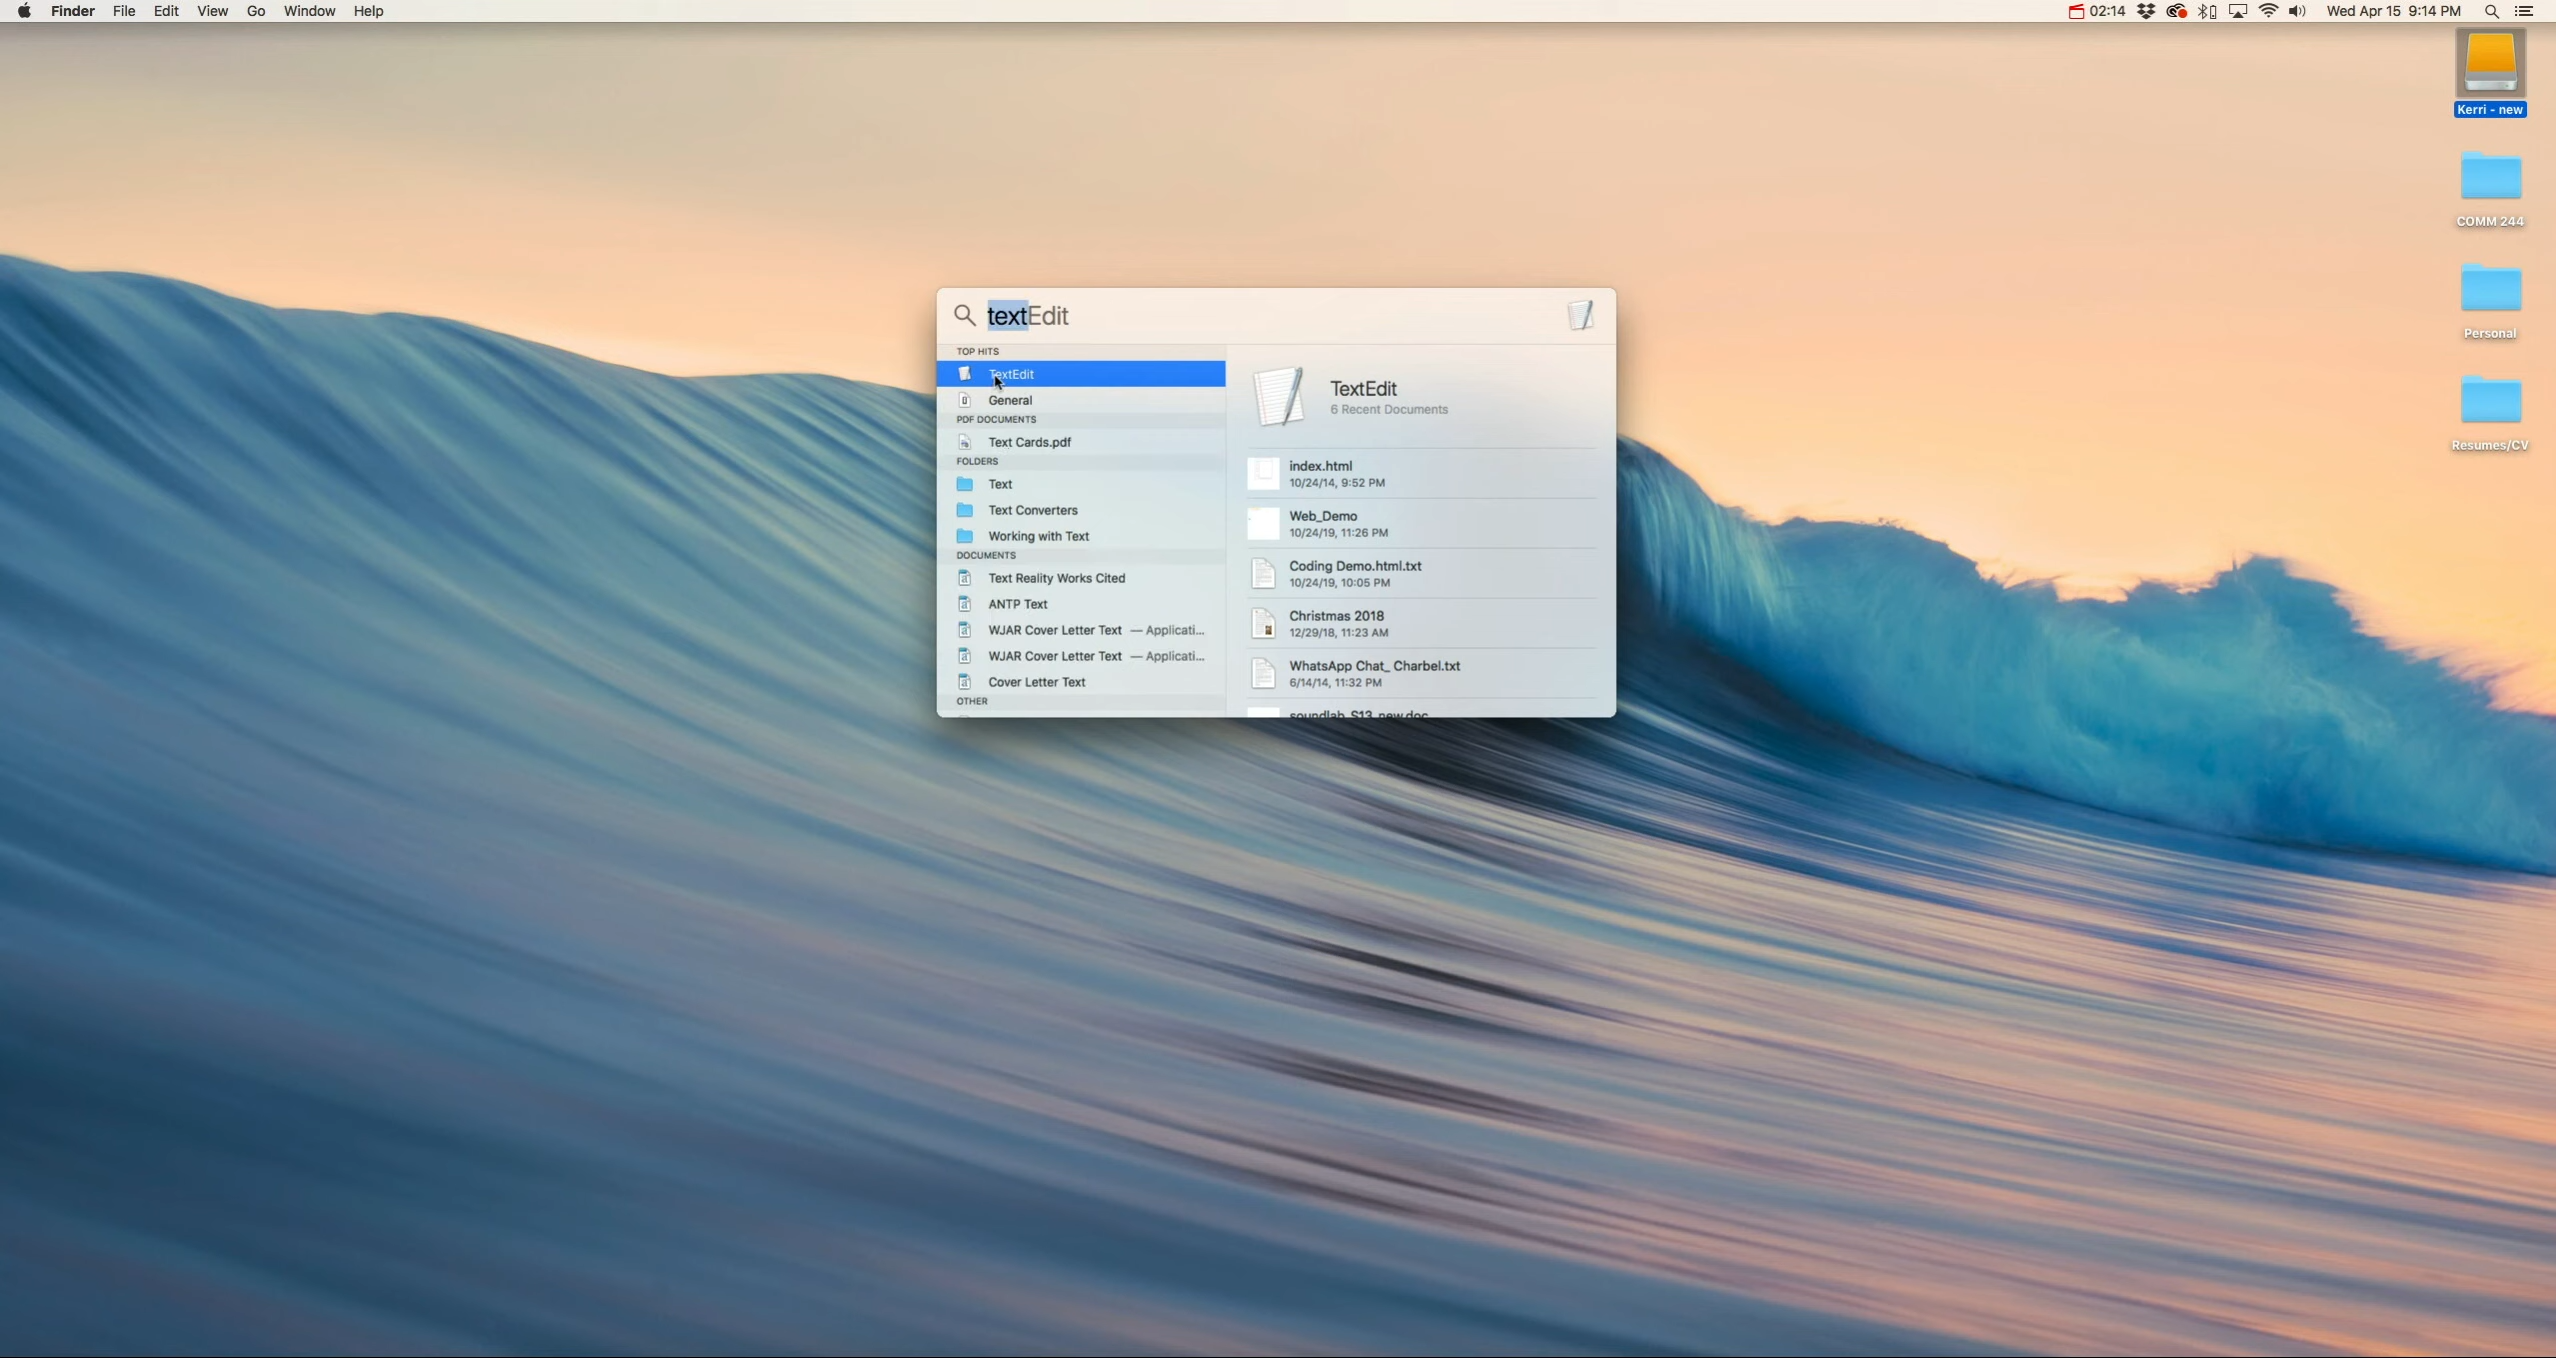 Finder File Edit View Go Window Help 02:14 Wed Apr 15 9:14 PM
Kerri - new
COMM 244
Personal
Resumes/CV
textEdit
TOP HITS
TextEdit
General
PDF DOCUMENTS
Text Cards.pdf
FOLDERS
Text
Text Converters
Working with Text
DOCUMENTS
Text Reality Works Cited
ANTP Text
WJAR Cover Letter Text — Applicati...
WJAR Cover Letter Text — Applicati...
Cover Letter Text
OTHER
TextEdit
6 Recent Documents
index.html
10/24/14, 9:52 PM
Web_Demo
10/24/19, 11:26 PM
Coding Demo.html.txt
10/24/19, 10:05 PM
Christmas 2018
12/29/18, 11:23 AM
WhatsApp Chat_ Charbel.txt
6/14/14, 11:32 PM
soundlab_S13_new.doc